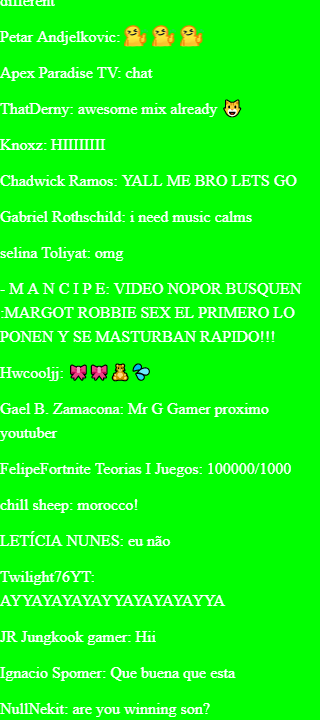 different
Petar Andjelkovic:
Apex Paradise TV: chat
ThatDerny: awesome mix already
Knoxz: HIIIIIIII
Chadwick Ramos: YALL ME BRO LETS GO
Gabriel Rothschild: i need music calms
selina Toliyat: omg
- M A N C I P E: VIDEO NOPOR BUSQUEN
:MARGOT ROBBIE SEX EL PRIMERO LO
PONEN Y SE MASTURBAN RAPIDO!!!
Hwcooljj:
Gael B. Zamacona: Mr G Gamer proximo
youtuber
FelipeFortnite Teorias I Juegos: 100000/1000
chill sheep: morocco!
LETÍCIA NUNES: eu não
Twilight76YT:
AYYAYAYAYAYYAYAYAYAYYA
JR Jungkook gamer: Hii
Ignacio Spomer: Que buena que esta
NullNekit: are you winning son?